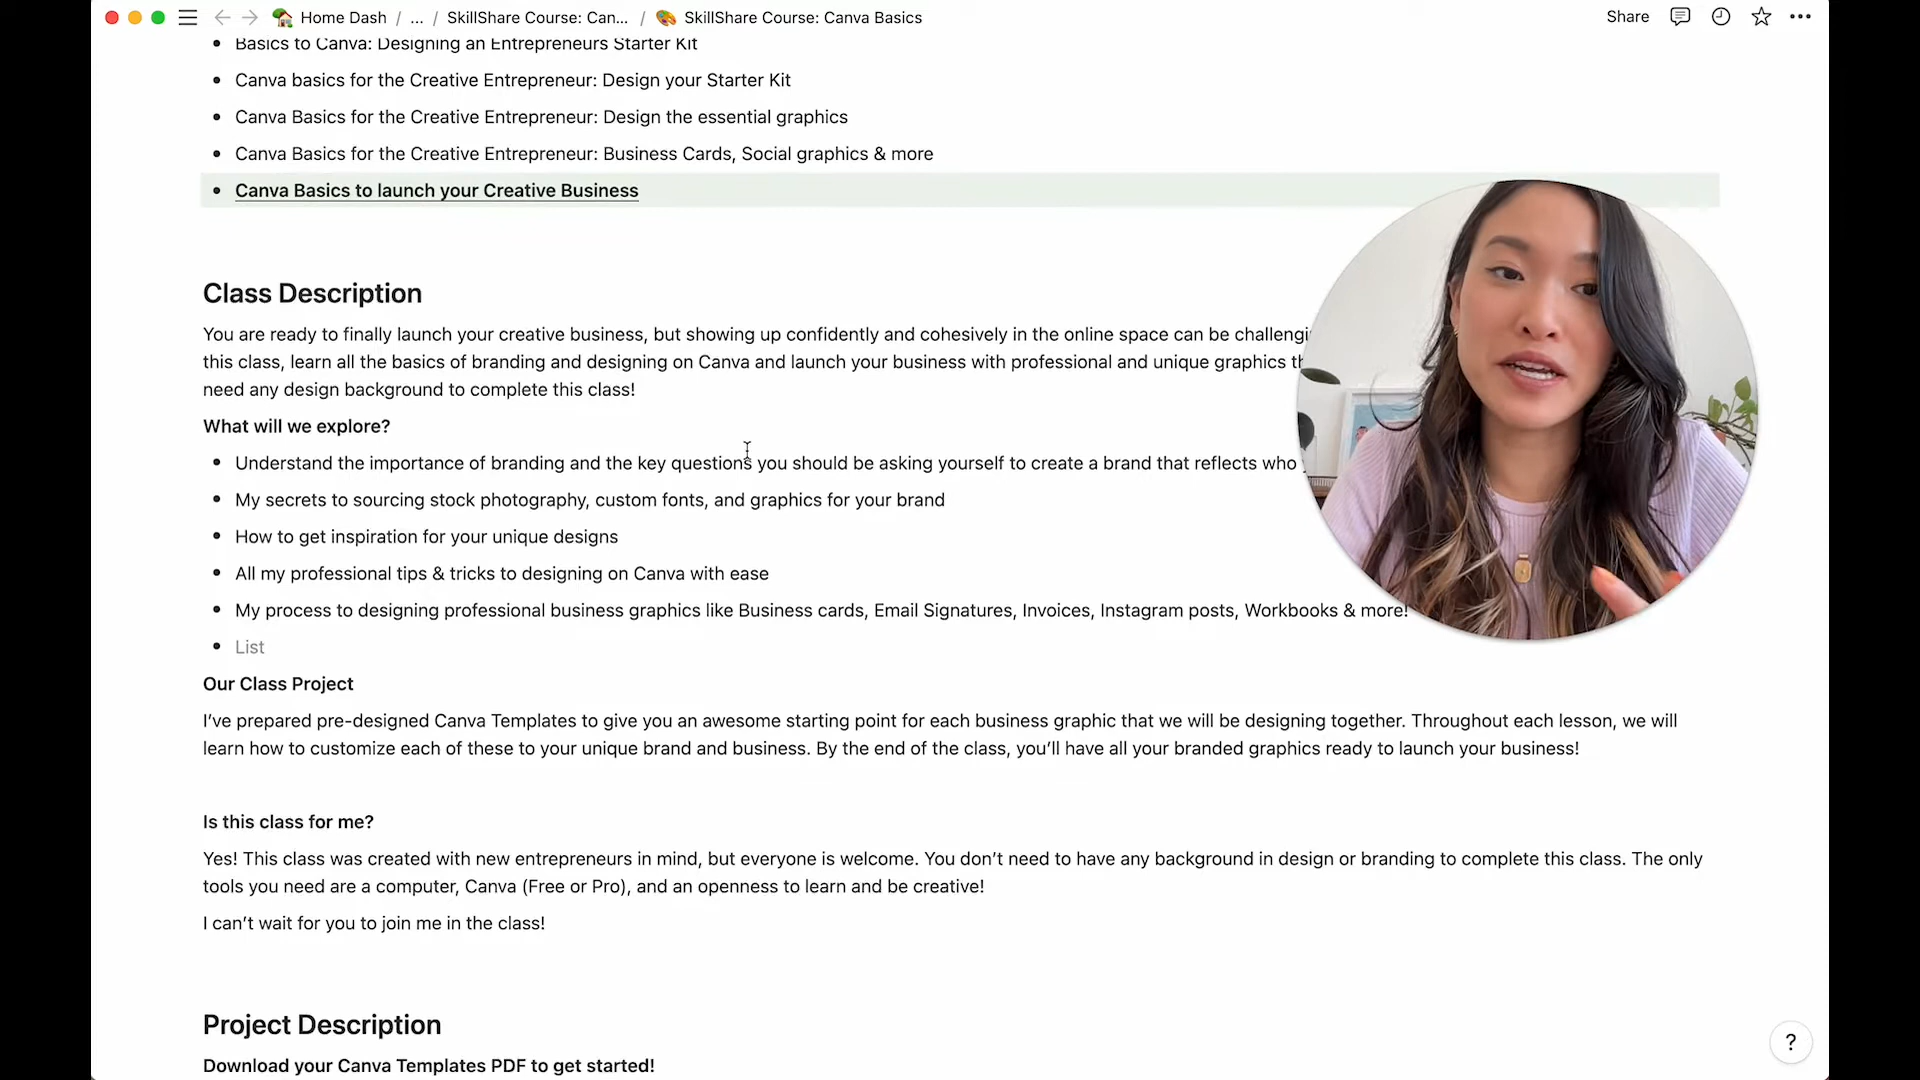 Home Dash / ... / SkillShare Course: Can... / SkillShare Course: Canva Basics
Share
Basics to Canva: Designing an Entrepreneurs Starter Kit
Canva basics for the Creative Entrepreneur: Design your Starter Kit
Canva Basics for the Creative Entrepreneur: Design the essential graphics
Canva Basics for the Creative Entrepreneur: Business Cards, Social graphics & more
Canva Basics to launch your Creative Business
Class Description
You are ready to finally launch your creative business, but showing up confidently and cohesively in the online space can be
this class, learn all the basics of branding and designing on Canva and launch your business with professional and unique graphics
need any design background to complete this class!
What will we explore?
Understand the importance of branding and the key questions you should be asking yourself to create a brand that reflects who
My secrets to sourcing stock photography, custom fonts, and graphics for your brand
How to get inspiration for your unique designs
All my professional tips & tricks to designing on Canva with ease
My process to designing professional business graphics like Business cards, Email Signatures, Invoices, Instagram posts, Workbooks & more!
List
Our Class Project
I’ve prepared pre-designed Canva Templates to give you an awesome starting point for each business graphic that we will be designing together. Throughout each lesson, we will
learn how to customize each of these to your unique brand and business. By the end of the class, you’ll have all your branded graphics ready to launch your business!
Is this class for me?
Yes! This class was created with new entrepreneurs in mind, but everyone is welcome. You don’t need to have any background in design or branding to complete this class. The only
tools you need are a computer, Canva (Free or Pro), and an openness to learn and be creative!
I can’t wait for you to join me in the class!
Project Description
Download your Canva Templates PDF to get started!
?